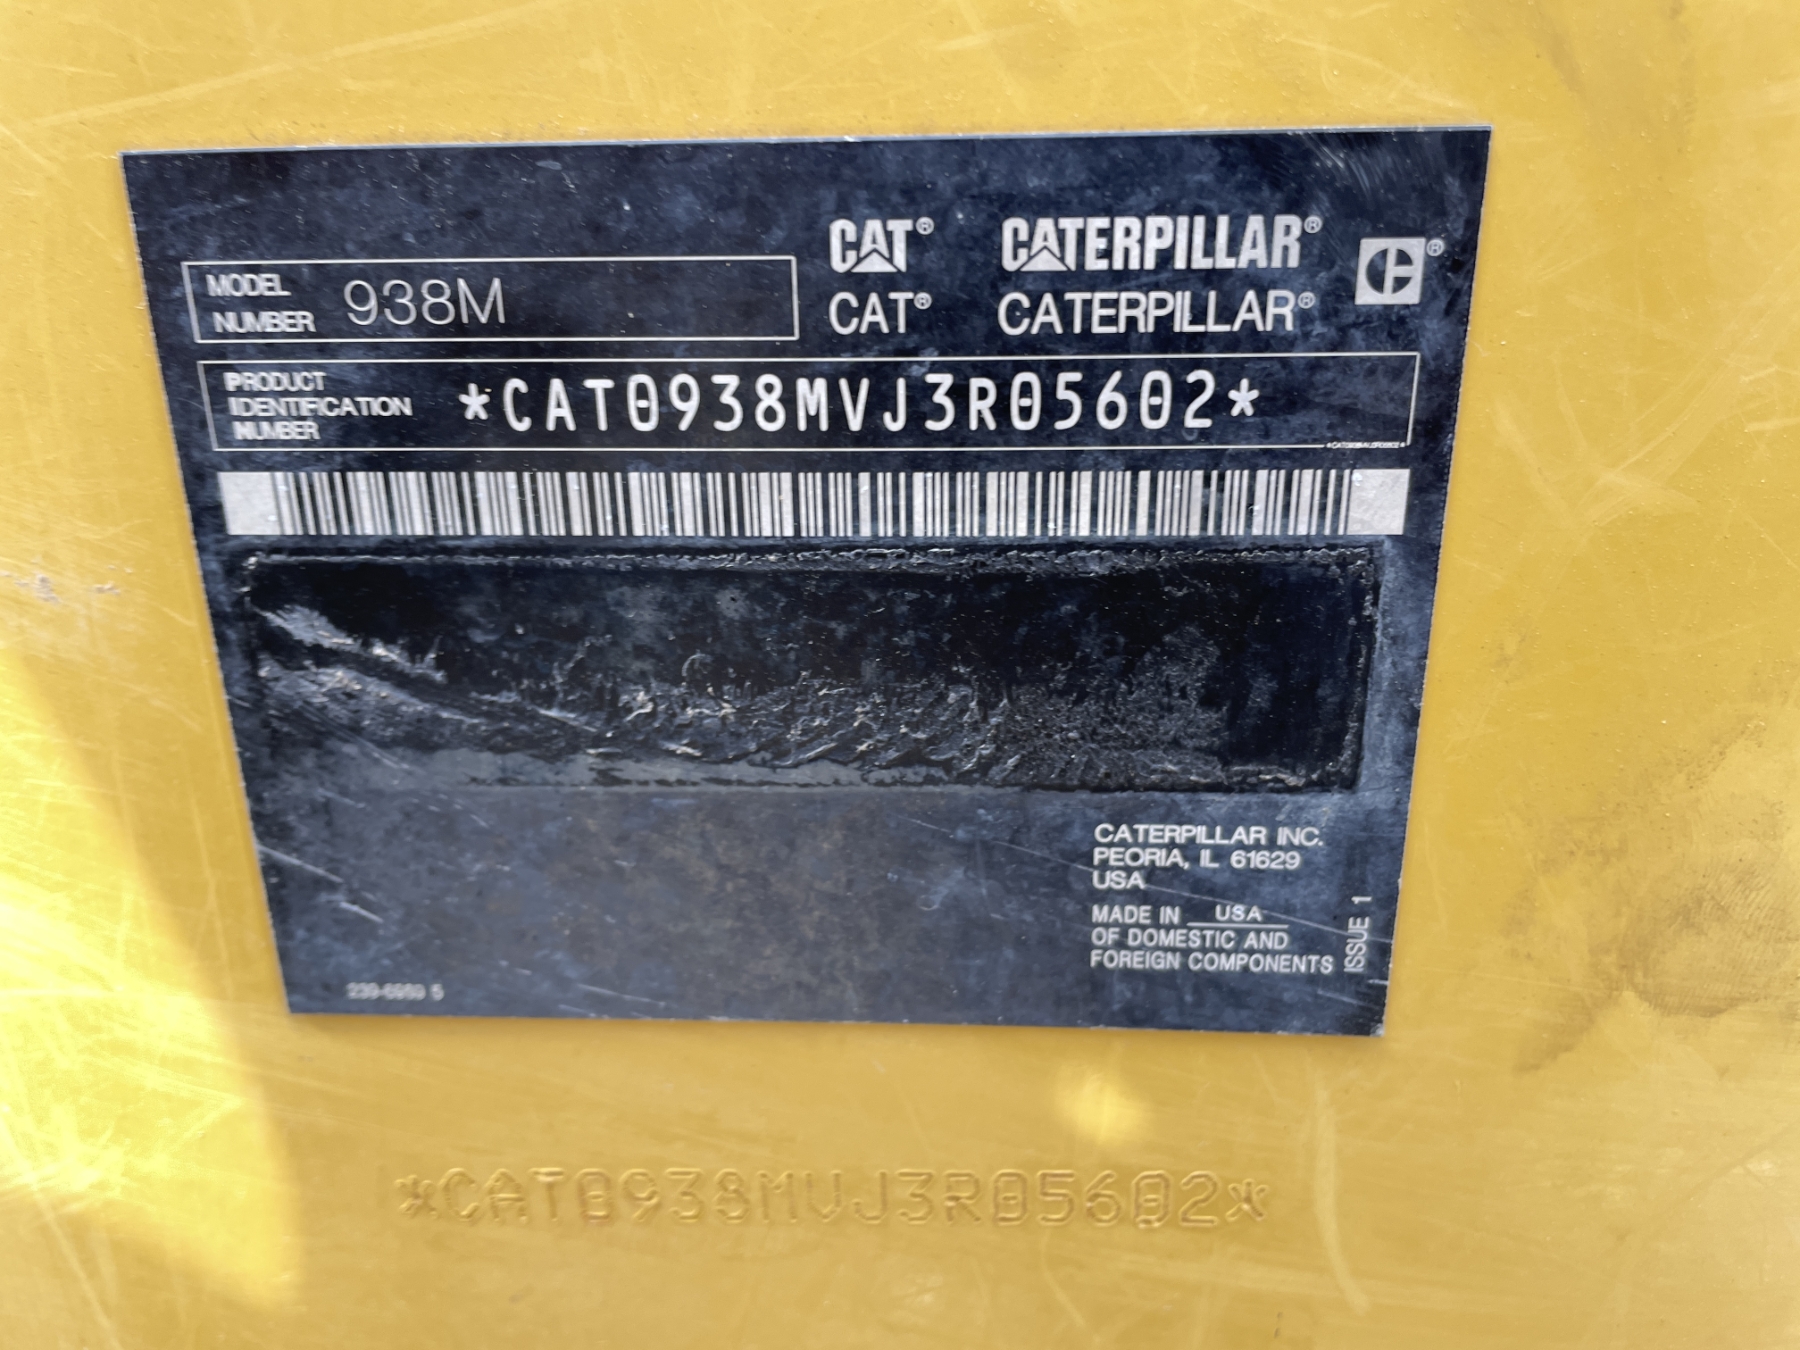 CAT® CATERPILLAR®
CAT® CATERPILLAR®
MODEL
NUMBER 938M
PRODUCT
IDENTIFICATION
NUMBER
*CAT0938MVJ3R05602*
CATERPILLAR INC.
PEORIA, IL 61629
USA
MADE IN USA
OF DOMESTIC AND
FOREIGN COMPONENTS
ISSUE 1
*CAT0938MVJ3R05602*